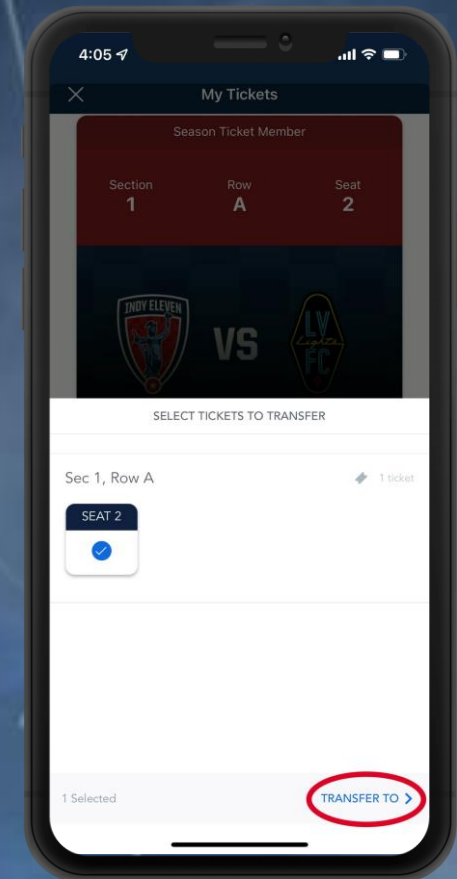 4:05
My Tickets
Season Ticket Member
Section Row Seat
1 A 2
INDY ELEVEN
VS
LV
Lights
FC
SELECT TICKETS TO TRANSFER
Sec 1, Row A 1 ticket
SEAT 2
1 Selected TRANSFER TO